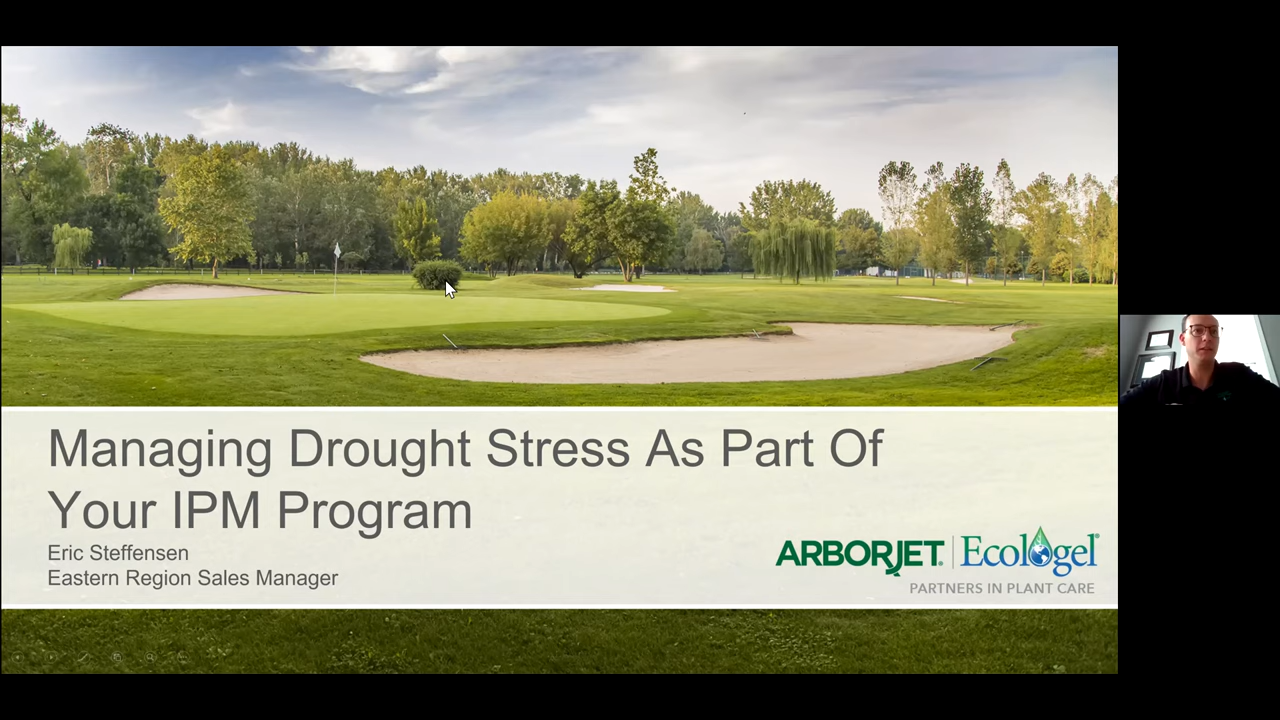 Managing Drought Stress As Part Of
Your IPM Program
Eric Steffensen
Eastern Region Sales Manager
ARBORJET® Ecologel®
PARTNERS IN PLANT CARE